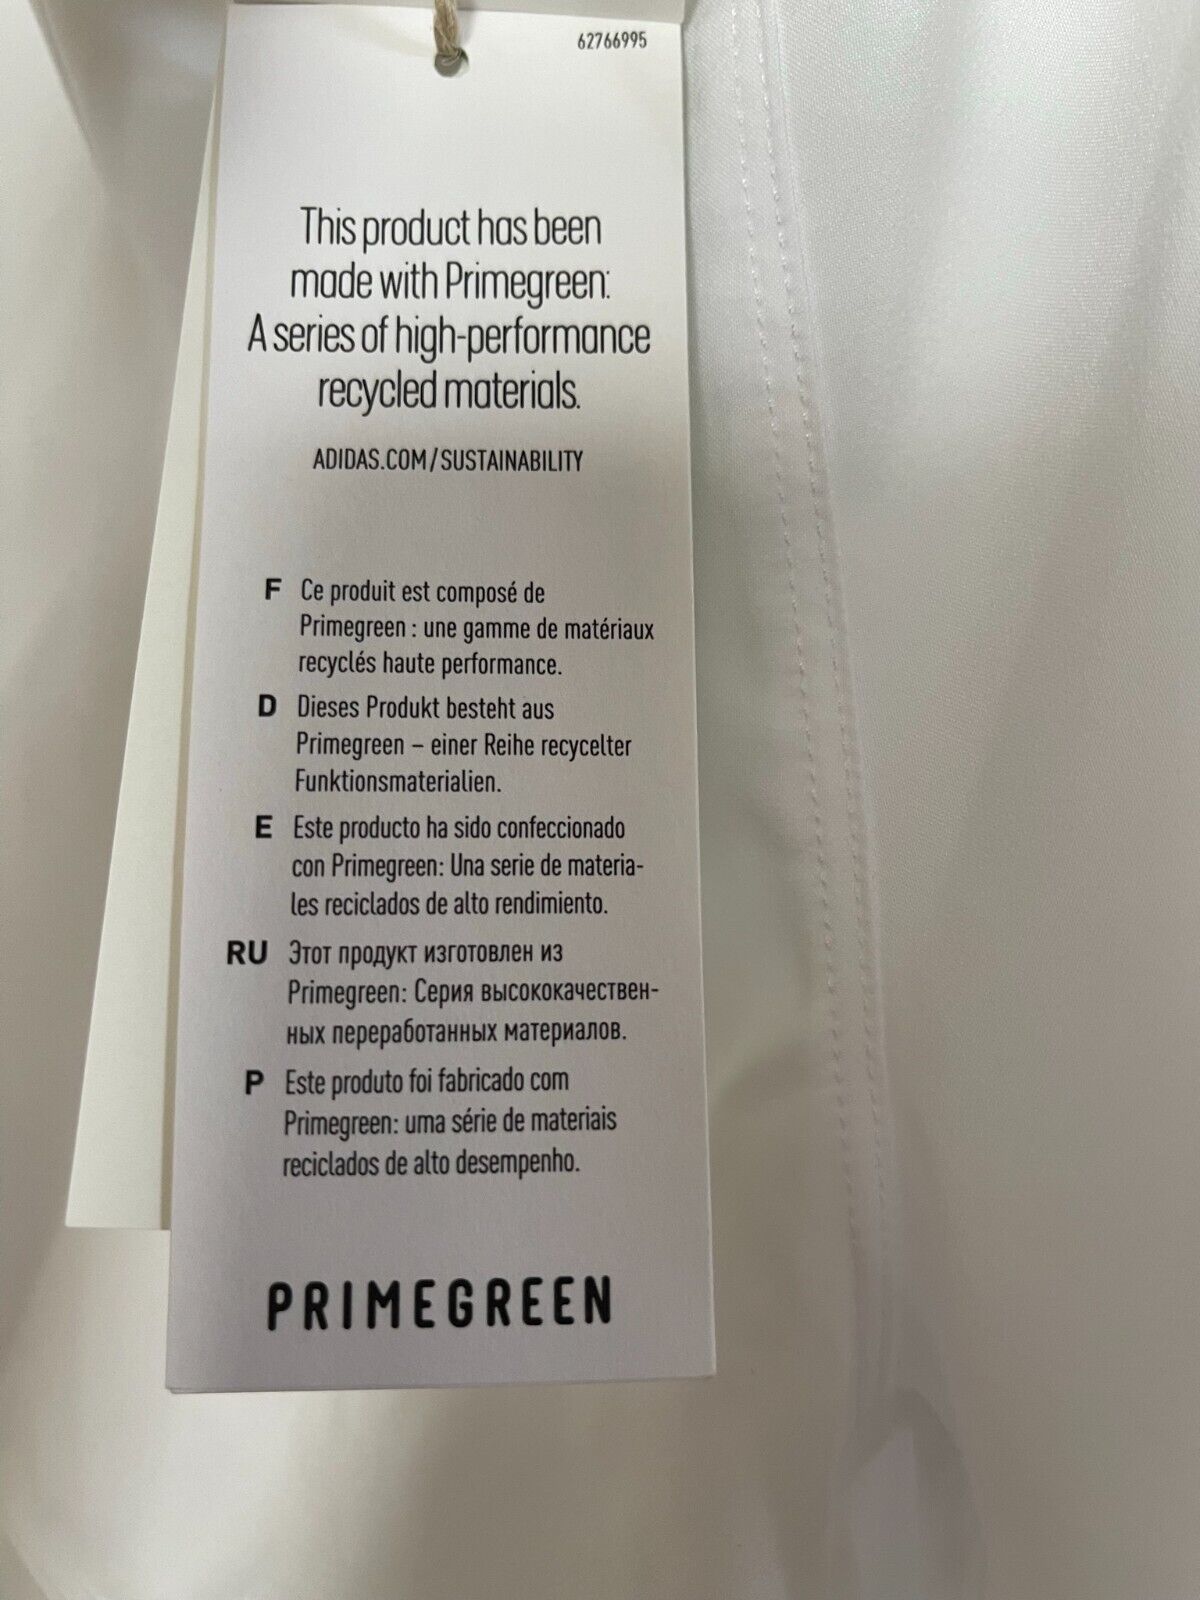 62766995
This product has been
made with Primegreen:
A series of high-performance
recycled materials.
ADIDAS.COM/SUSTAINABILITY
F Ce produit est composé de
Primegreen : une gamme de matériaux
recyclés haute performance.
D Dieses Produkt besteht aus
Primegreen – einer Reihe recycelter
Funktionsmaterialien.
E Este producto ha sido confeccionado
con Primegreen: Una serie de materia-
les reciclados de alto rendimiento.
RU Этот продукт изготовлен из
Primegreen: Серия высококачествен-
ных переработанных материалов.
P Este produto foi fabricado com
Primegreen: uma série de materiais
reciclados de alto desempenho.
PRIMEGREEN